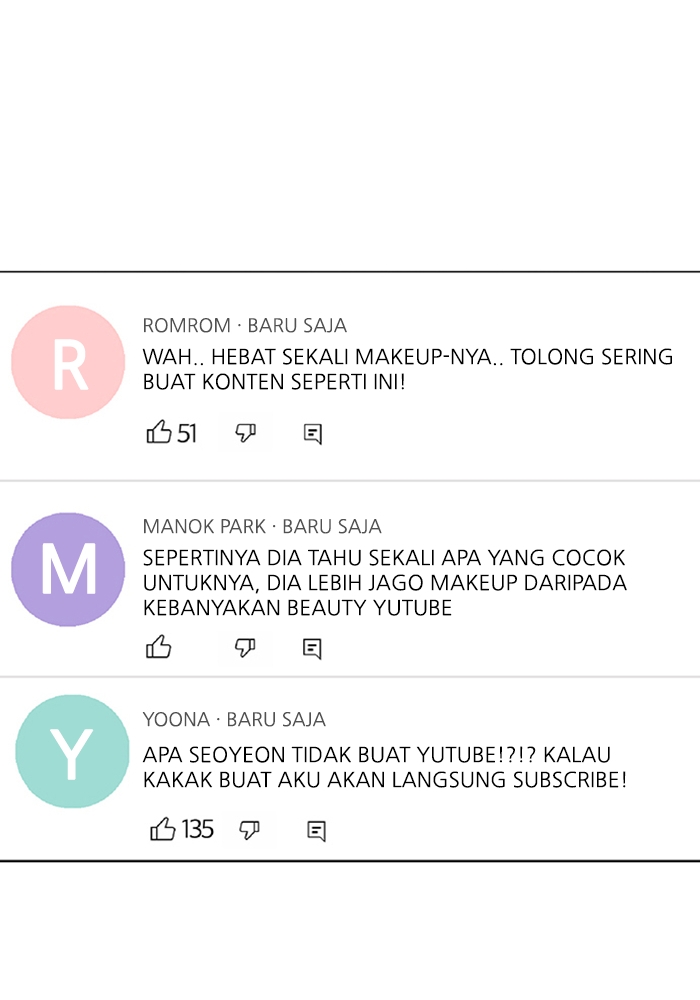 R
ROMROM · BARU SAJA
WAH.. HEBAT SEKALI MAKEUP-NYA.. TOLONG SERING
BUAT KONTEN SEPERTI INI!
51
M
MANOK PARK · BARU SAJA
SEPERTINYA DIA TAHU SEKALI APA YANG COCOK
UNTUKNYA, DIA LEBIH JAGO MAKEUP DARIPADA
KEBANYAKAN BEAUTY YUTUBE
Y
YOONA · BARU SAJA
APA SEOYEON TIDAK BUAT YUTUBE!?!? KALAU
KAKAK BUAT AKU AKAN LANGSUNG SUBSCRIBE!
135